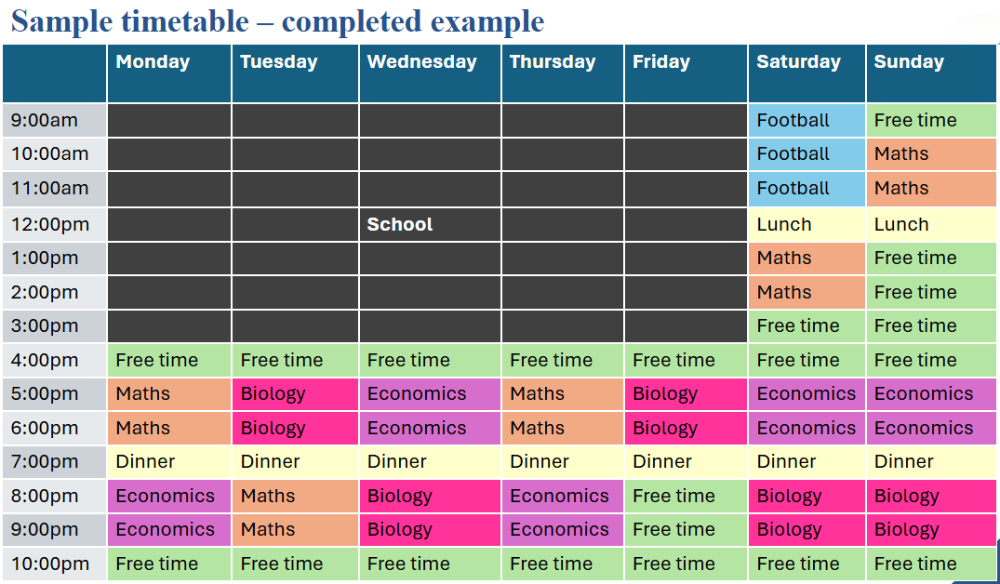 Sample timetable – completed example
Monday Tuesday Wednesday Thursday Friday Saturday Sunday
9:00am Football Free time
10:00am Football Maths
11:00am Football Maths
12:00pm School Lunch Lunch
1:00pm Maths Free time
2:00pm Maths Free time
3:00pm Free time Free time
4:00pm Free time Free time Free time Free time Free time Free time Free time
5:00pm Maths Biology Economics Maths Biology Economics Economics
6:00pm Maths Biology Economics Maths Biology Economics Economics
7:00pm Dinner Dinner Dinner Dinner Dinner Dinner Dinner
8:00pm Economics Maths Biology Economics Free time Biology Biology
9:00pm Economics Maths Biology Economics Free time Biology Biology
10:00pm Free time Free time Free time Free time Free time Free time Free time